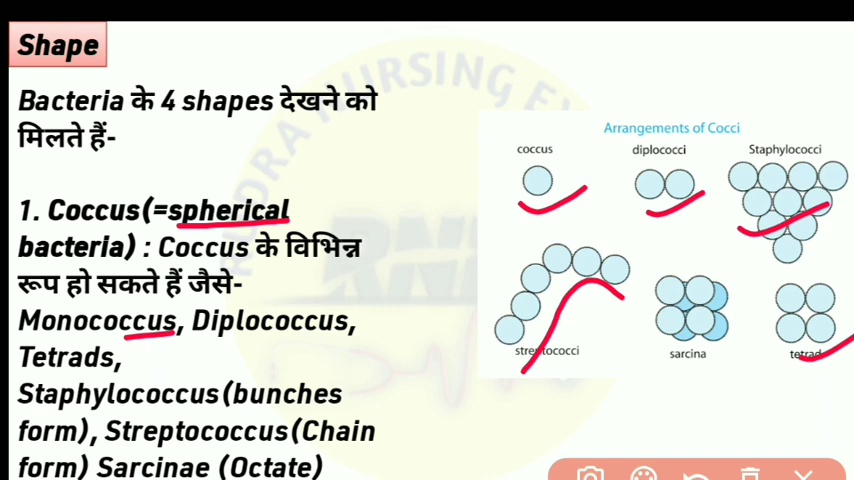 Shape
Bacteria के 4 shapes देखने को
मिलते हैं-
1. Coccus(=spherical
bacteria) : Coccus के विभिन्न
रूप हो सकते हैं जैसे-
Monococcus, Diplococcus,
Tetrads,
Staphylococcus(bunches
form), Streptococcus(Chain
form) Sarcinae (Octate)
Arrangements of Cocci
coccus
diplococci
Staphylococci
streptococci
sarcina
tetrad